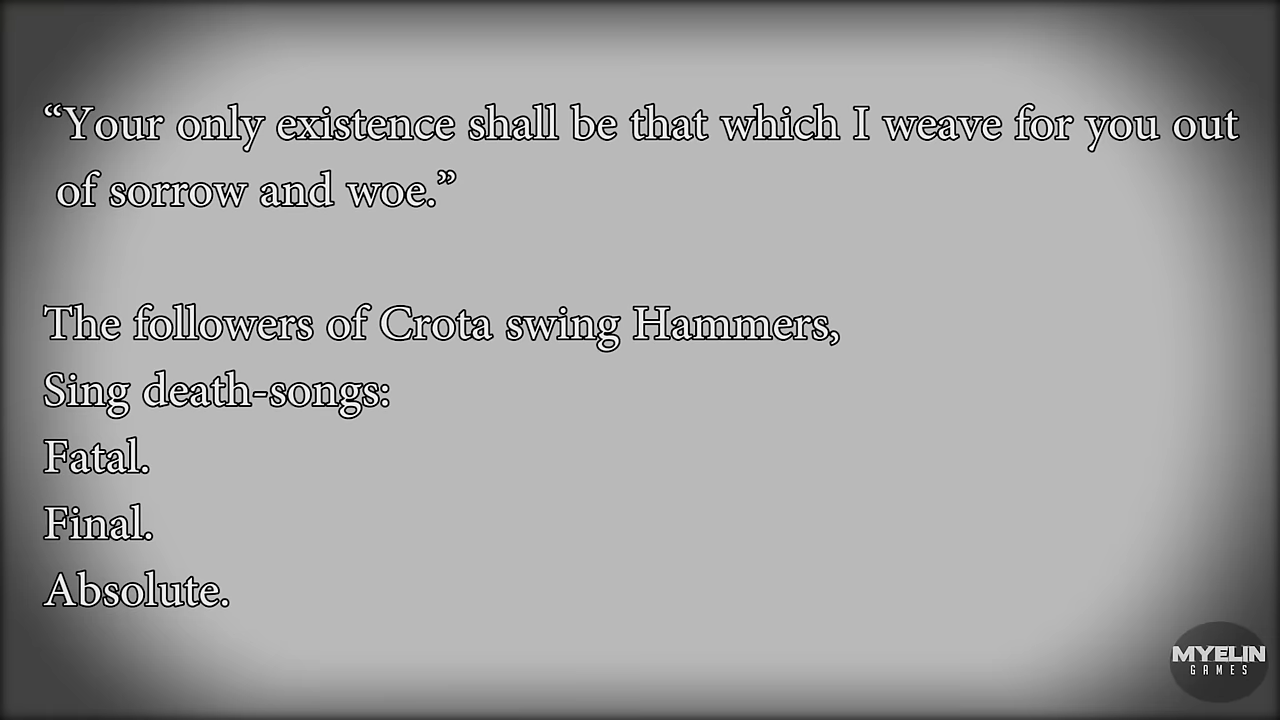 “Your only existence shall be that which I weave for you out
of sorrow and woe.”
The followers of Crota swing Hammers,
Sing death-songs:
Fatal.
Final.
Absolute.
MYELIN
GAMES